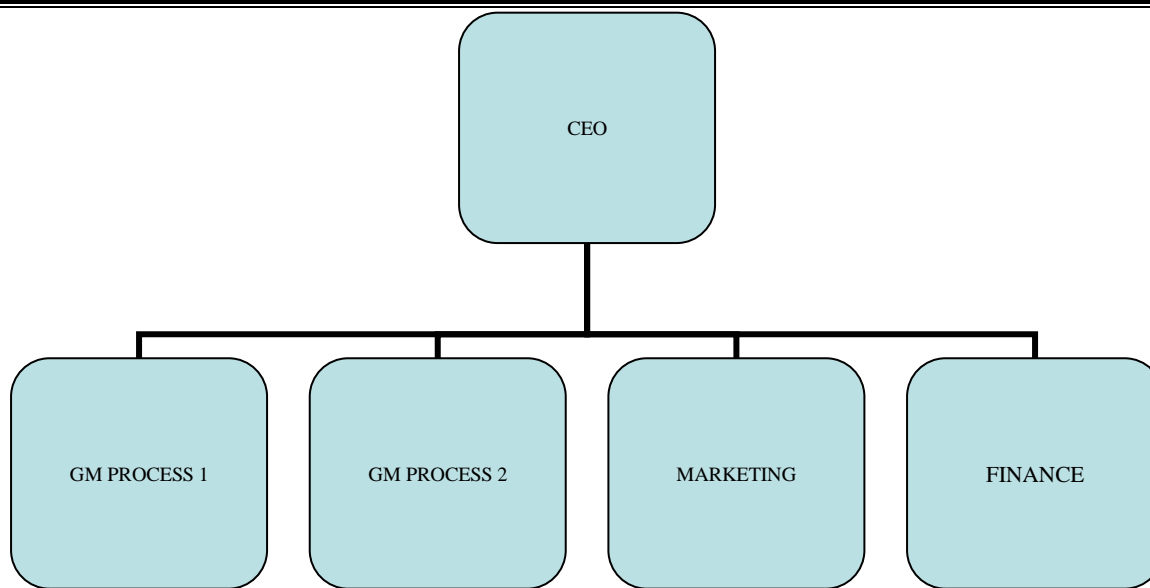 CEO
GM PROCESS 1
GM PROCESS 2
MARKETING
FINANCE